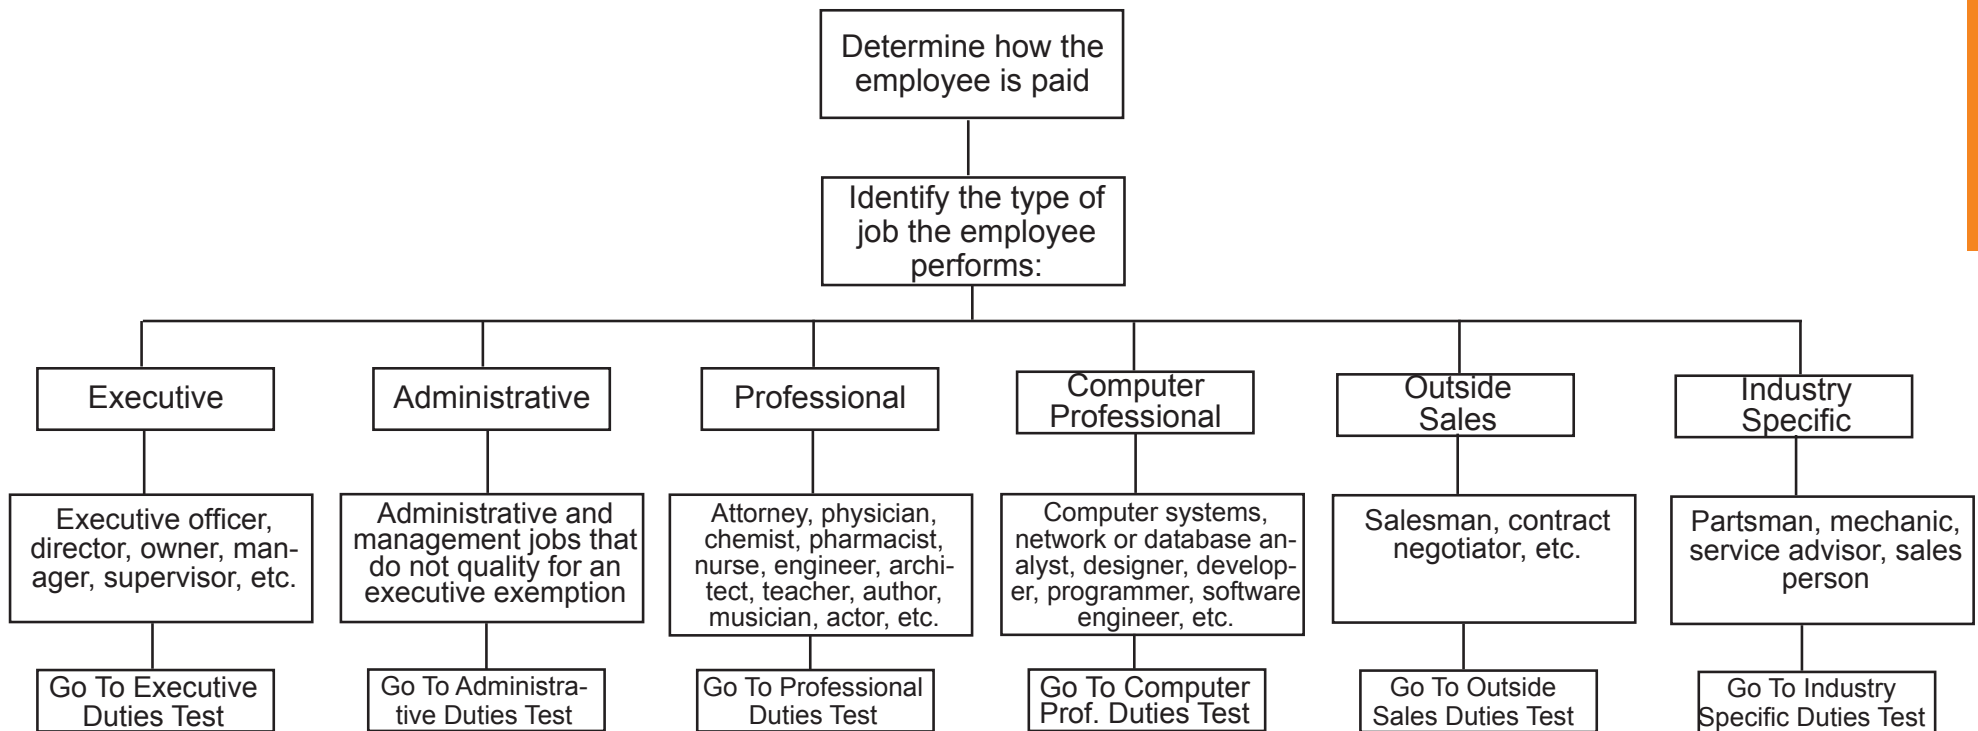 Determine how the
employee is paid
Identify the type of
job the employee
performs:
Executive
Administrative
Professional
Computer
Professional
Outside
Sales
Industry
Specific
Executive officer,
director, owner, man-
ager, supervisor, etc.
Administrative and
management jobs that
do not quality for an
executive exemption
Attorney, physician,
chemist, pharmacist,
nurse, engineer, archi-
tect, teacher, author,
musician, actor, etc.
Computer systems,
network or database an-
alyst, designer, develop-
er, programmer, software
engineer, etc.
Salesman, contract
negotiator, etc.
Partsman, mechanic,
service advisor, sales
person
Go To Executive
Duties Test
Go To Administra-
tive Duties Test
Go To Professional
Duties Test
Go To Computer
Prof. Duties Test
Go To Outside
Sales Duties Test
Go To Industry
Specific Duties Test